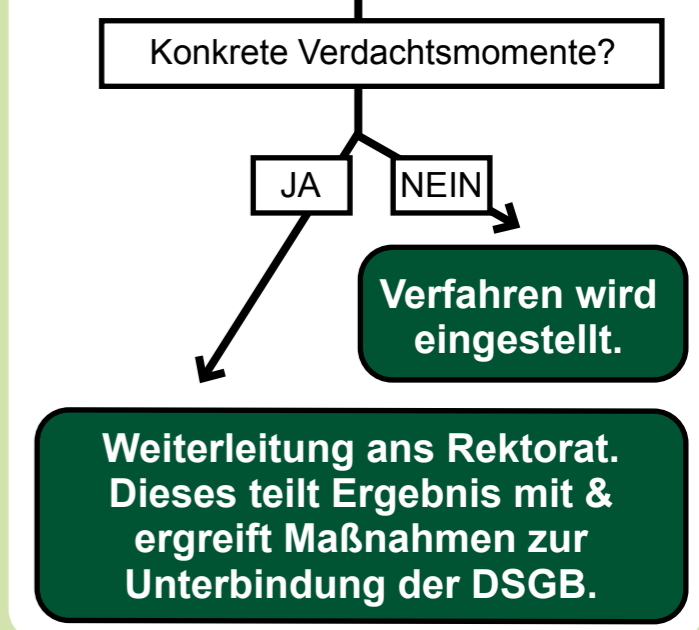 Konkrete Verdachtsmomente?
JA
NEIN
Verfahren wird
eingestellt.
Weiterleitung ans Rektorat.
Dieses teilt Ergebnis mit &
ergreift Maßnahmen zur
Unterbindung der DSGB.